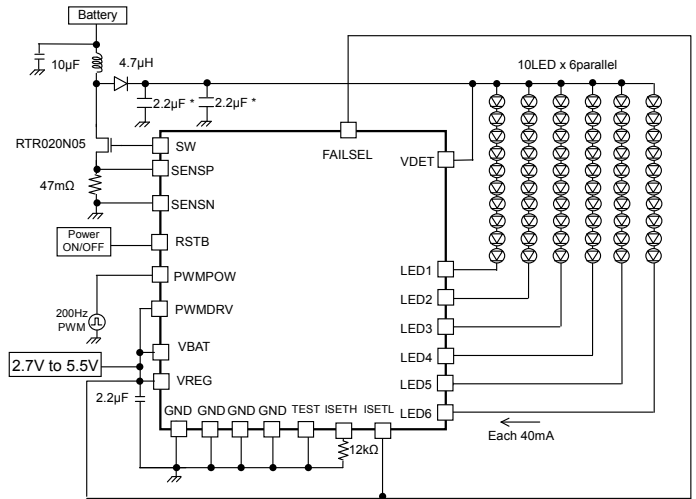 Battery
10µF
4.7µH
10LED x 6parallel
2.2µF *
2.2µF *
RTR020N05
SW
FAILSEL
VDET
SENSP
47mΩ
SENSN
Power
ON/OFF
RSTB
PWMPOW
LED1
200Hz
PWM
PWMDRV
LED2
LED3
VBAT
2.7V to 5.5V
LED4
VREG
LED5
2.2µF
GND
GND
GND
GND
TEST
ISETH
ISETL
LED6
12kΩ
Each 40mA